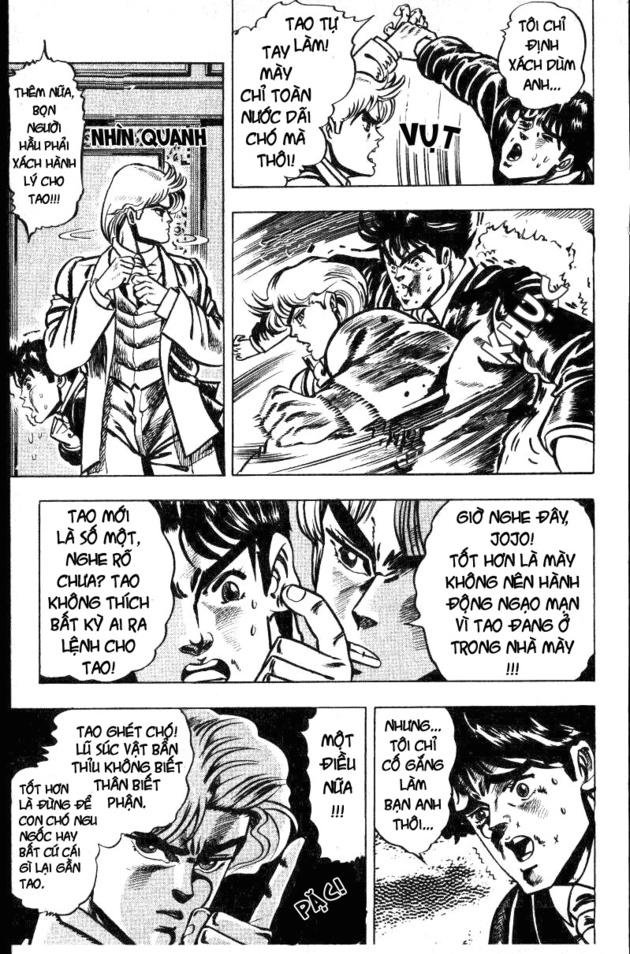 TÔI CHỈ
ĐỊNH
XÁCH DÙM
ANH...
TAO TỰ
LÀM!
TAY
MÀY
CHỈ TOÀN
NƯỚC DÃI
CHÓ MÀ
THÔI!
VỤT
THÊM NỮA,
BỌN
NGƯỜI
HẦU PHẢI
XÁCH HÀNH
LÝ CHO
TAO!!!
NHÌN QUANH
GIỜ NGHE ĐÂY,
JOJO!
TỐT HƠN LÀ MÀY
KHÔNG NÊN HÀNH
ĐỘNG NGẠO MẠN
VÌ TAO ĐANG Ở
TRONG NHÀ MÀY
!!!
TAO MỚI
LÀ SỐ MỘT,
NGHE RÕ
CHƯA? TAO
KHÔNG THÍCH
BẤT KỲ AI RA
LỆNH CHO
TAO!
NHƯNG...
TÔI CHỈ
CỐ GẮNG
LÀM
BẠN ANH
THÔI...
MỘT
ĐIỀU
NỮA
!!!
TAO GHÉT CHÓ!
LŨ SÚC VẬT BẨN
THỈU KHÔNG BIẾT
THÂN BIẾT
PHẬN.
TỐT HƠN
LÀ ĐỪNG ĐỂ
CON CHÓ NGU
NGỐC HAY
BẤT CỨ CÁI
GÌ LẠI GẦN
TAO.
PẶC!